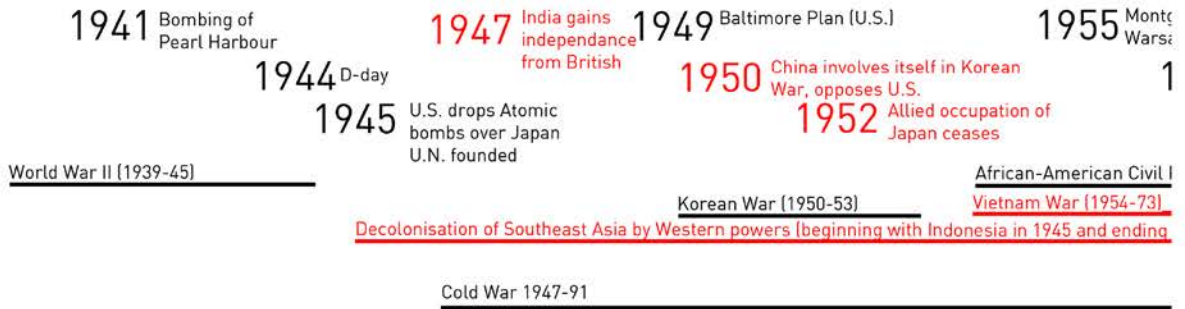 1941 Bombing of
Pearl Harbour
1947 India gains
independance
from British
1949 Baltimore Plan (U.S.)
1955
1944 D-day
1950 China involves itself in Korean
War, opposes U.S.
1945 U.S. drops Atomic
bombs over Japan
U.N. founded
1952 Allied occupation of
Japan ceases
World War II (1939-45)
African-American Civil
Korean War (1950-53)
Vietnam War (1954-73)
Decolonisation of Southeast Asia by Western powers (beginning with Indonesia in 1945 and ending
Cold War 1947-91